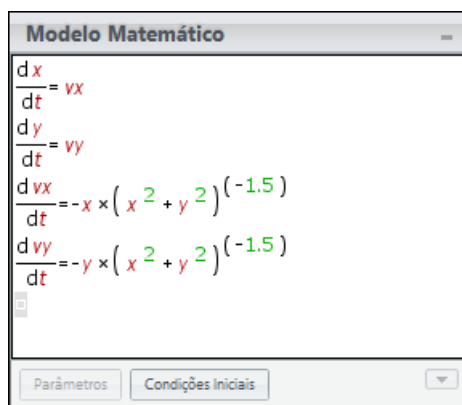 Modelo Matemático
dx/dt = vx
dy/dt = vy
dvx/dt = -x × (x^2 + y^2)^(-1.5)
dvy/dt = -y × (x^2 + y^2)^(-1.5)
Parâmetros Condições Iniciais